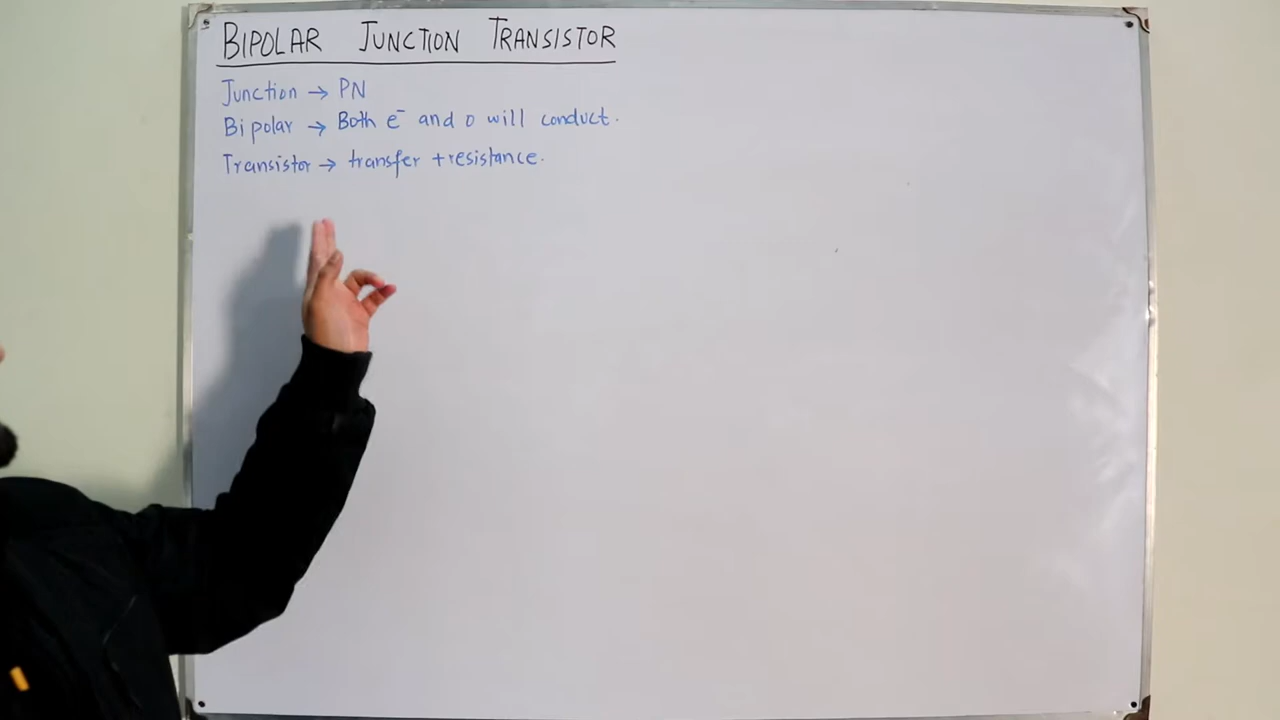 BIPOLAR JUNCTION TRANSISTOR
Junction → PN
Bipolar → Both e⁻ and o will conduct.
Transistor → transfer + resistance.